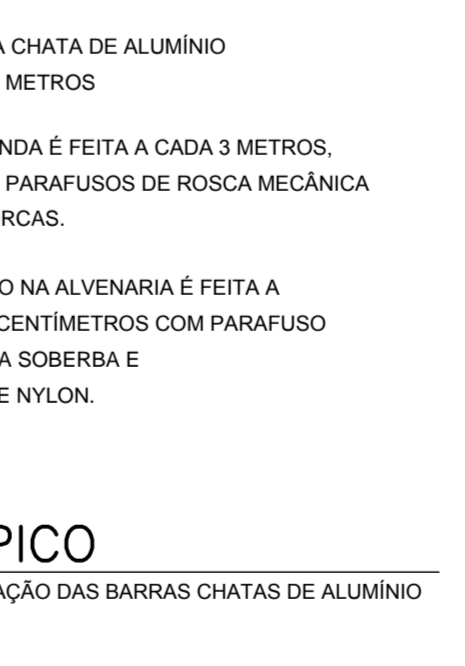 A CHATA DE ALUMÍNIO
METROS
NDA É FEITA A CADA 3 METROS,
PARAFUSOS DE ROSCA MECÂNICA
RCAS.
O NA ALVENARIA É FEITA A
CENTÍMETROS COM PARAFUSO
A SOBERBA E
E NYLON.
PICO
AÇÃO DAS BARRAS CHATAS DE ALUMÍNIO